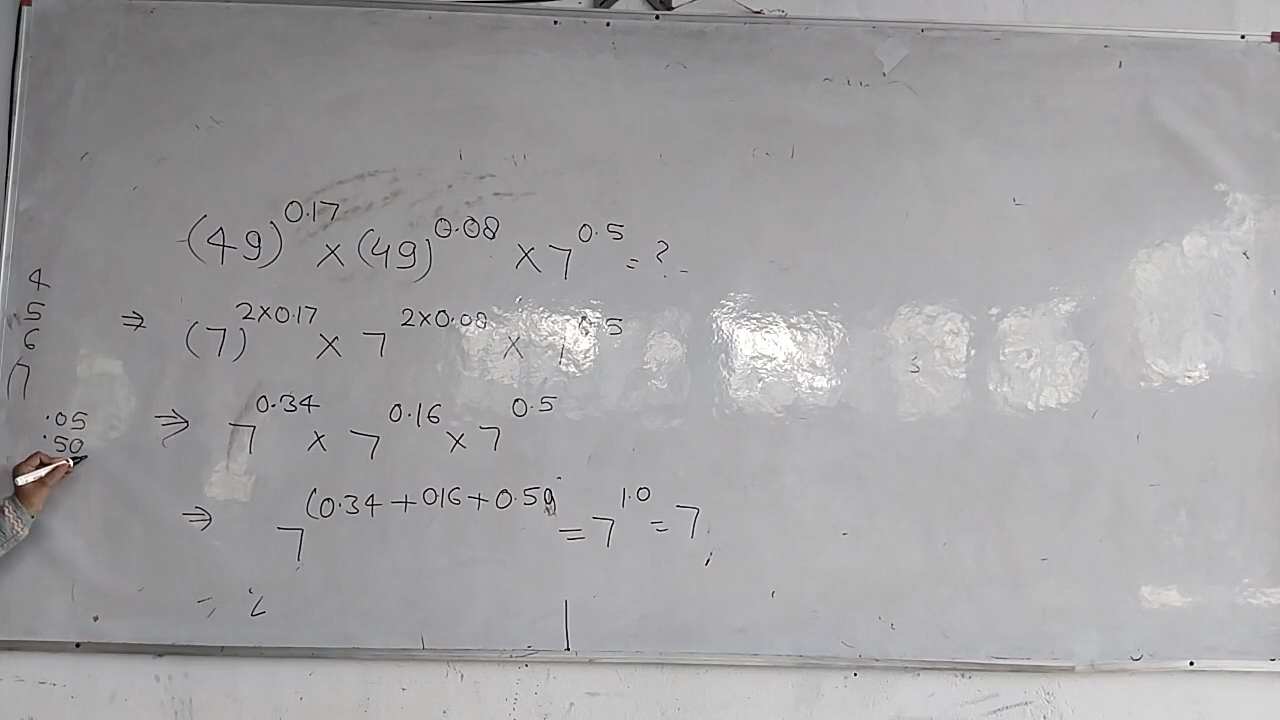 (49)^0.17 × (49)^0.08 × 7^0.5 = ?
⇒ (7)^2×0.17 × 7^2×0.08 × 7^0.5
⇒ 7^0.34 × 7^0.16 × 7^0.5
⇒ 7^(0.34 + 016 + 0.50) = 7^1.0 = 7
4
5
6
7
.05
.50